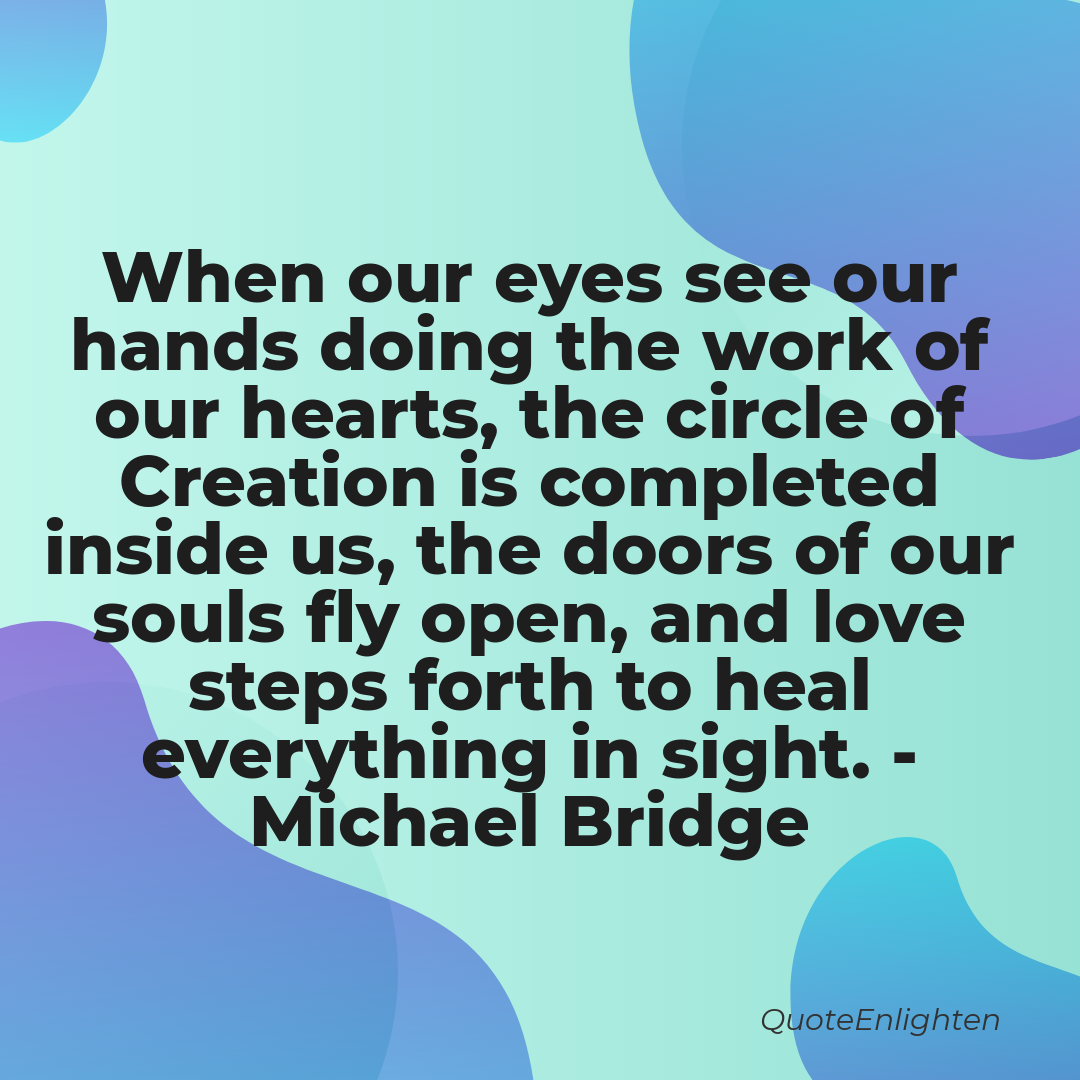 When our eyes see our
hands doing the work of
our hearts, the circle of
Creation is completed
inside us, the doors of our
souls fly open, and love
steps forth to heal
everything in sight. -
Michael Bridge
QuoteEnlighten